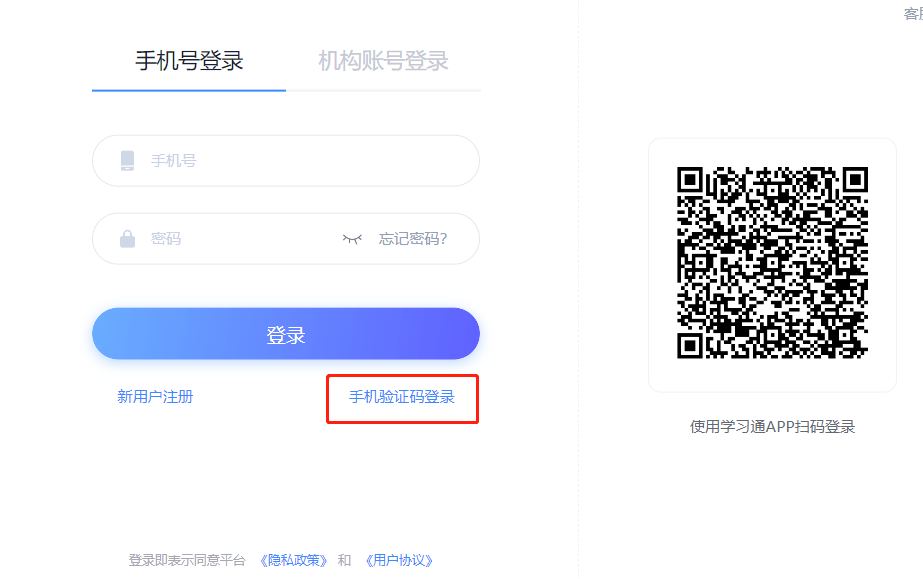 手机号登录
机构账号登录
手机号
密码
忘记密码?
登录
新用户注册
手机验证码登录
登录即表示同意平台 《隐私政策》 和 《用户协议》
客
使用学习通APP扫码登录